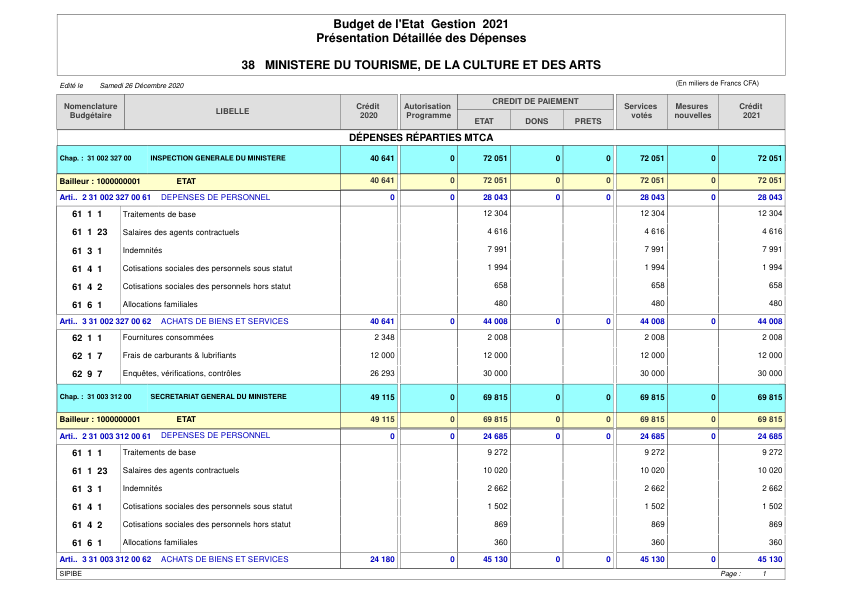 Budget de l'Etat Gestion 2021
Présentation Détaillée des Dépenses
38 MINISTERE DU TOURISME, DE LA CULTURE ET DES ARTS
Edité le Samedi 26 Décembre 2020 (En miliers de Francs CFA)
Nomenclature Budgétaire LIBELLE Crédit 2020 Autorisation Programme CREDIT DE PAIEMENT ETAT DONS PRETS Services votés Mesures nouvelles Crédit 2021
DÉPENSES RÉPARTIES MTCA
Chap. : 31 002 327 00 INSPECTION GENERALE DU MINISTERE 40 641 0 72 051 0 0 72 051 0 72 051
Bailleur : 1000000001 ETAT 40 641 0 72 051 0 0 72 051 0 72 051
Arti.. 2 31 002 327 00 61 DEPENSES DE PERSONNEL 0 0 28 043 0 0 28 043 0 28 043
61 1 1 Traitements de base 12 304 12 304 12 304
61 1 23 Salaires des agents contractuels 4 616 4 616 4 616
61 3 1 Indemnités 7 991 7 991 7 991
61 4 1 Cotisations sociales des personnels sous statut 1 994 1 994 1 994
61 4 2 Cotisations sociales des personnels hors statut 658 658 658
61 6 1 Allocations familiales 480 480 480
Arti.. 3 31 002 327 00 62 ACHATS DE BIENS ET SERVICES 40 641 0 44 008 0 0 44 008 0 44 008
62 1 1 Fournitures consommées 2 348 2 008 2 008 2 008
62 1 7 Frais de carburants & lubrifiants 12 000 12 000 12 000 12 000
62 9 7 Enquêtes, vérifications, contrôles 26 293 30 000 30 000 30 000
Chap. : 31 003 312 00 SECRETARIAT GENERAL DU MINISTERE 49 115 0 69 815 0 0 69 815 0 69 815
Bailleur : 1000000001 ETAT 49 115 0 69 815 0 0 69 815 0 69 815
Arti.. 2 31 003 312 00 61 DEPENSES DE PERSONNEL 0 0 24 685 0 0 24 685 0 24 685
61 1 1 Traitements de base 9 272 9 272 9 272
61 1 23 Salaires des agents contractuels 10 020 10 020 10 020
61 3 1 Indemnités 2 662 2 662 2 662
61 4 1 Cotisations sociales des personnels sous statut 1 502 1 502 1 502
61 4 2 Cotisations sociales des personnels hors statut 869 869 869
61 6 1 Allocations familiales 360 360 360
Arti.. 3 31 003 312 00 62 ACHATS DE BIENS ET SERVICES 24 180 0 45 130 0 0 45 130 0 45 130
SIPIBE Page : 1